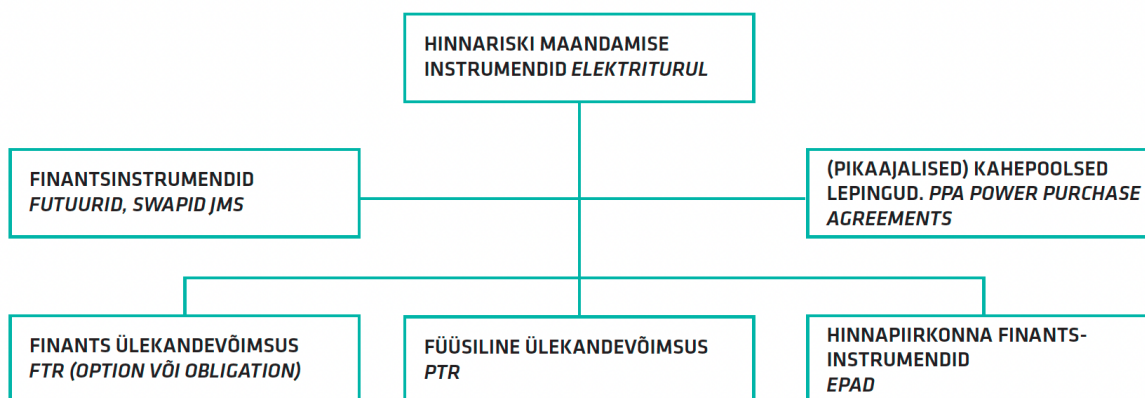 HINNARISKI MAANDAMISE
INSTRUMENDID ELEKTRITURUL
FINANTSINSTRUMENDID
FUTUURID, SWAPID JMS
(PIKAAJALISED) KAHEPOOLSED
LEPINGUD. PPA POWER PURCHASE
AGREEMENTS
FINANTS ÜLEKANDEVÕIMSUS
FTR (OPTION VÕI OBLIGATION)
FÜÜSILINE ÜLEKANDEVÕIMSUS
PTR
HINNAPIIRKONNA FINANTS-
INSTRUMENDID
EPAD